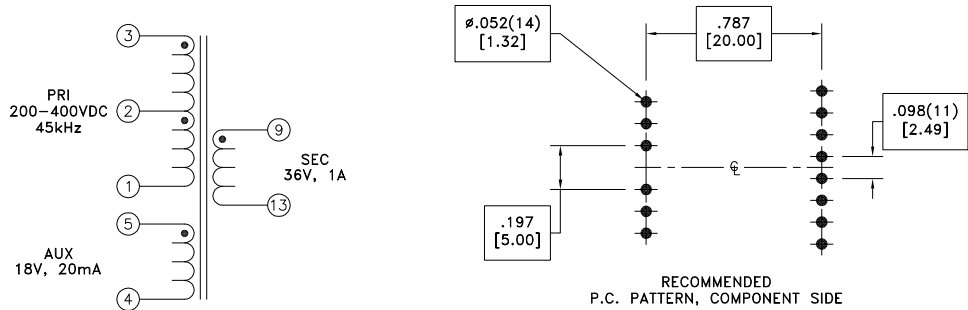 3
PRI
200-400VDC
45kHz
2
1
5
AUX
18V, 20mA
4
9
SEC
36V, 1A
13
ø.052(14)
[1.32]
.787
[20.00]
.098(11)
[2.49]
℄
.197
[5.00]
RECOMMENDED
P.C. PATTERN, COMPONENT SIDE